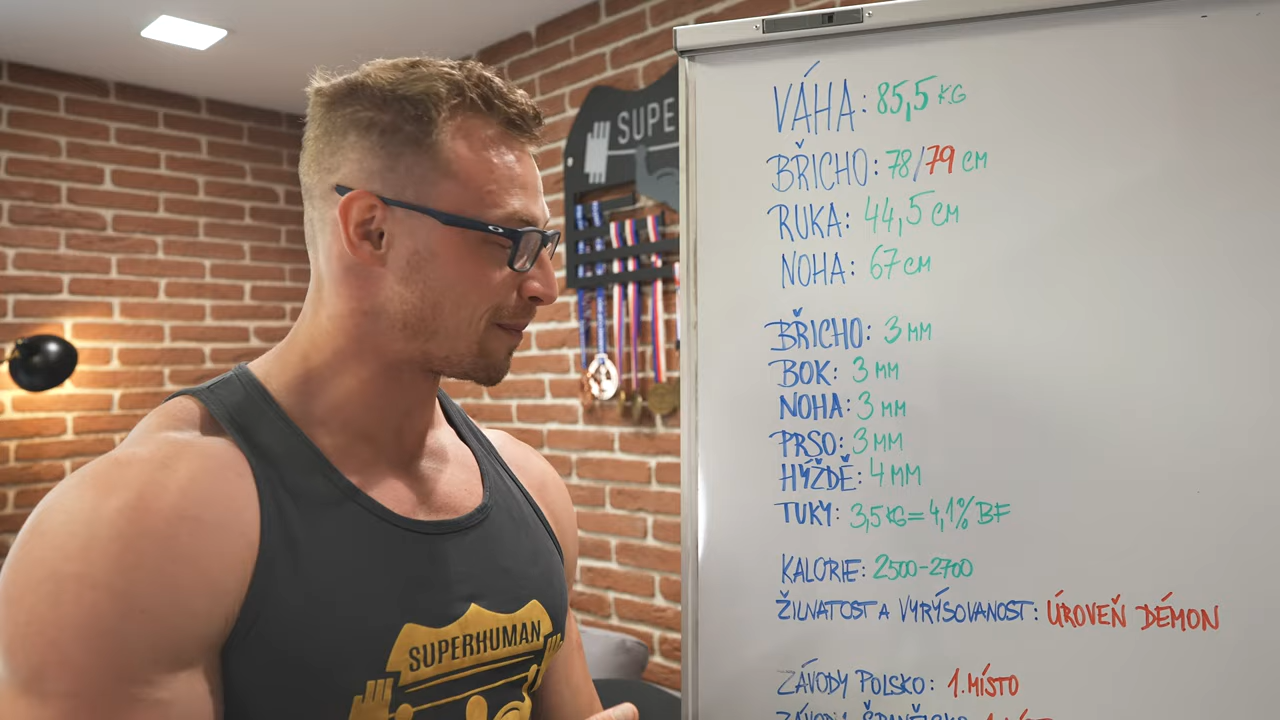 VÁHA: 85,5 KG
BŘICHO: 78/79 CM
RUKA: 44,5 CM
NOHA: 67 CM
BŘICHO: 3 MM
BOK: 3 MM
NOHA: 3 MM
PRSO: 3 MM
HÝŽDĚ: 4 MM
TUKY: 3,5 KG = 4,1% BF
KALORIE: 2500-2700
ŽILNATOST A VYRÝSOVANOST: ÚROVEŇ DÉMON
ZÁVODY POLSKO: 1. MÍSTO
SUPE
SUPERHUMAN